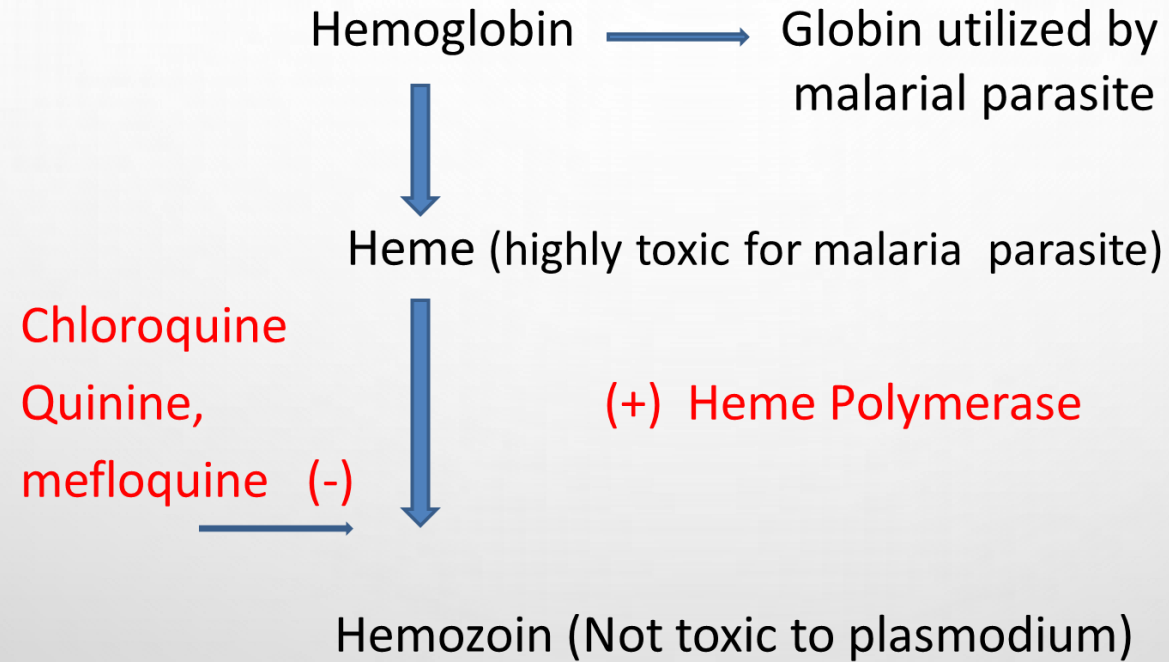 Hemoglobin
Globin utilized by
malarial parasite
Heme (highly toxic for malaria parasite)
Chloroquine
Quinine,
(+) Heme Polymerase
mefloquine (-)
Hemozoin (Not toxic to plasmodium)